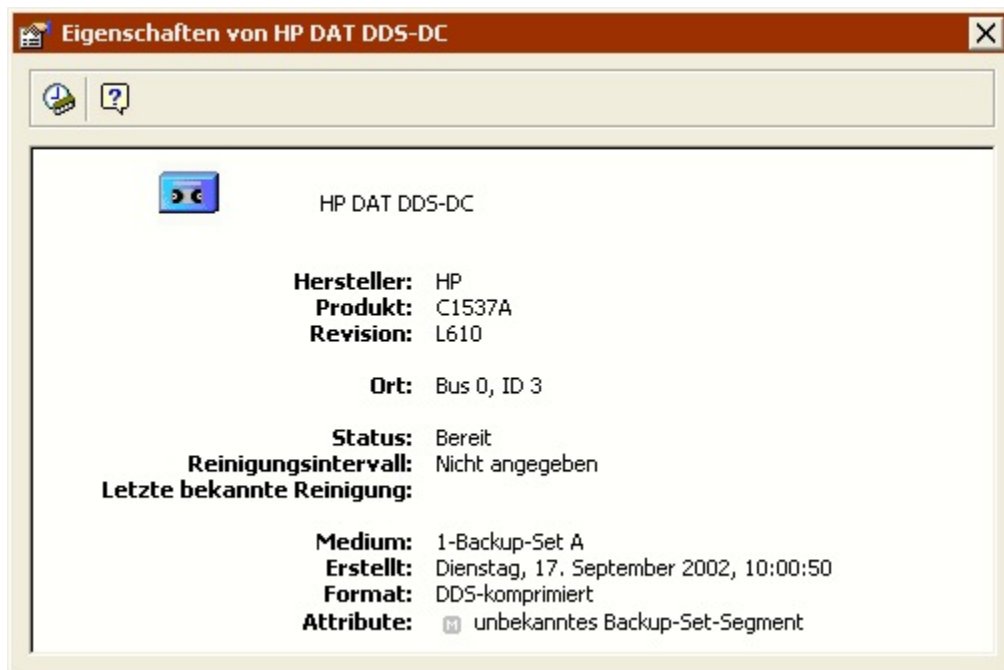 Eigenschaften von HP DAT DDS-DC
HP DAT DDS-DC
Hersteller: HP
Produkt: C1537A
Revision: L610
Ort: Bus 0, ID 3
Status: Bereit
Reinigungsintervall: Nicht angegeben
Letzte bekannte Reinigung:
Medium: 1-Backup-Set A
Erstellt: Dienstag, 17. September 2002, 10:00:50
Format: DDS-komprimiert
Attribute: M unbekanntes Backup-Set-Segment